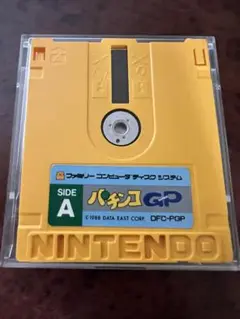 ファミリー コンピュータ ディスク システム
SIDE
A
パチンコGP
©1988 DATA EAST CORP. DFC-PGP
NINTENDO